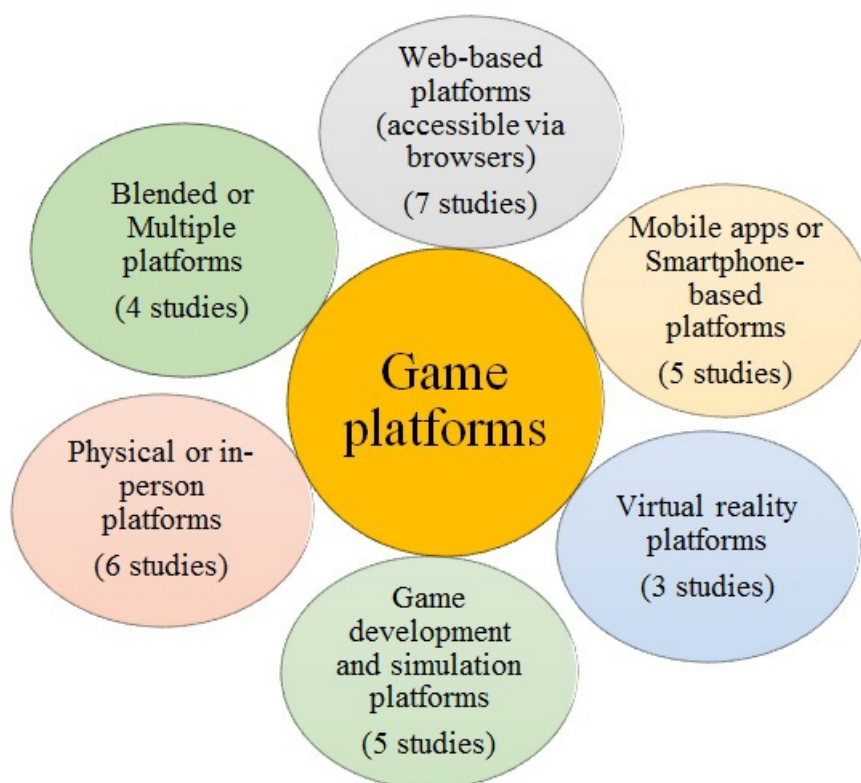 Web-based
platforms
(accessible via
browsers)
(7 studies)
Blended or
Multiple
platforms
(4 studies)
Mobile apps or
Smartphone-
based
platforms
(5 studies)
Game
platforms
Physical or in-
person
platforms
(6 studies)
Virtual reality
platforms
(3 studies)
Game
development
and simulation
platforms
(5 studies)